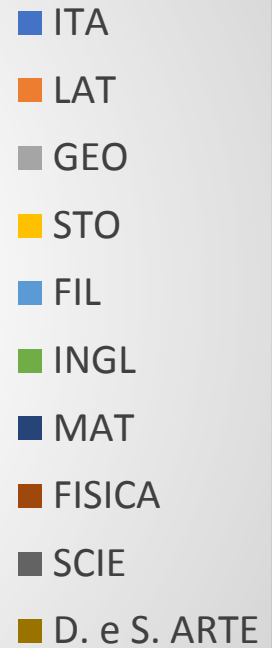 ITA
LAT
GEO
STO
FIL
INGL
MAT
FISICA
SCIE
D. e S. ARTE